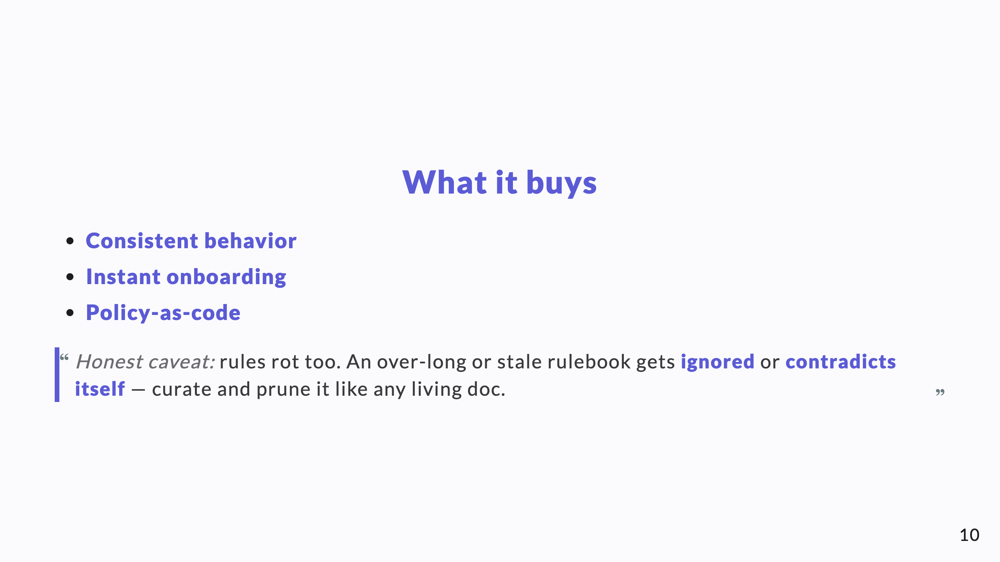 What it buys
• Consistent behavior
• Instant onboarding
• Policy-as-code
“ Honest caveat: rules rot too. An over-long or stale rulebook gets ignored or contradicts
itself — curate and prune it like any living doc. ”
10